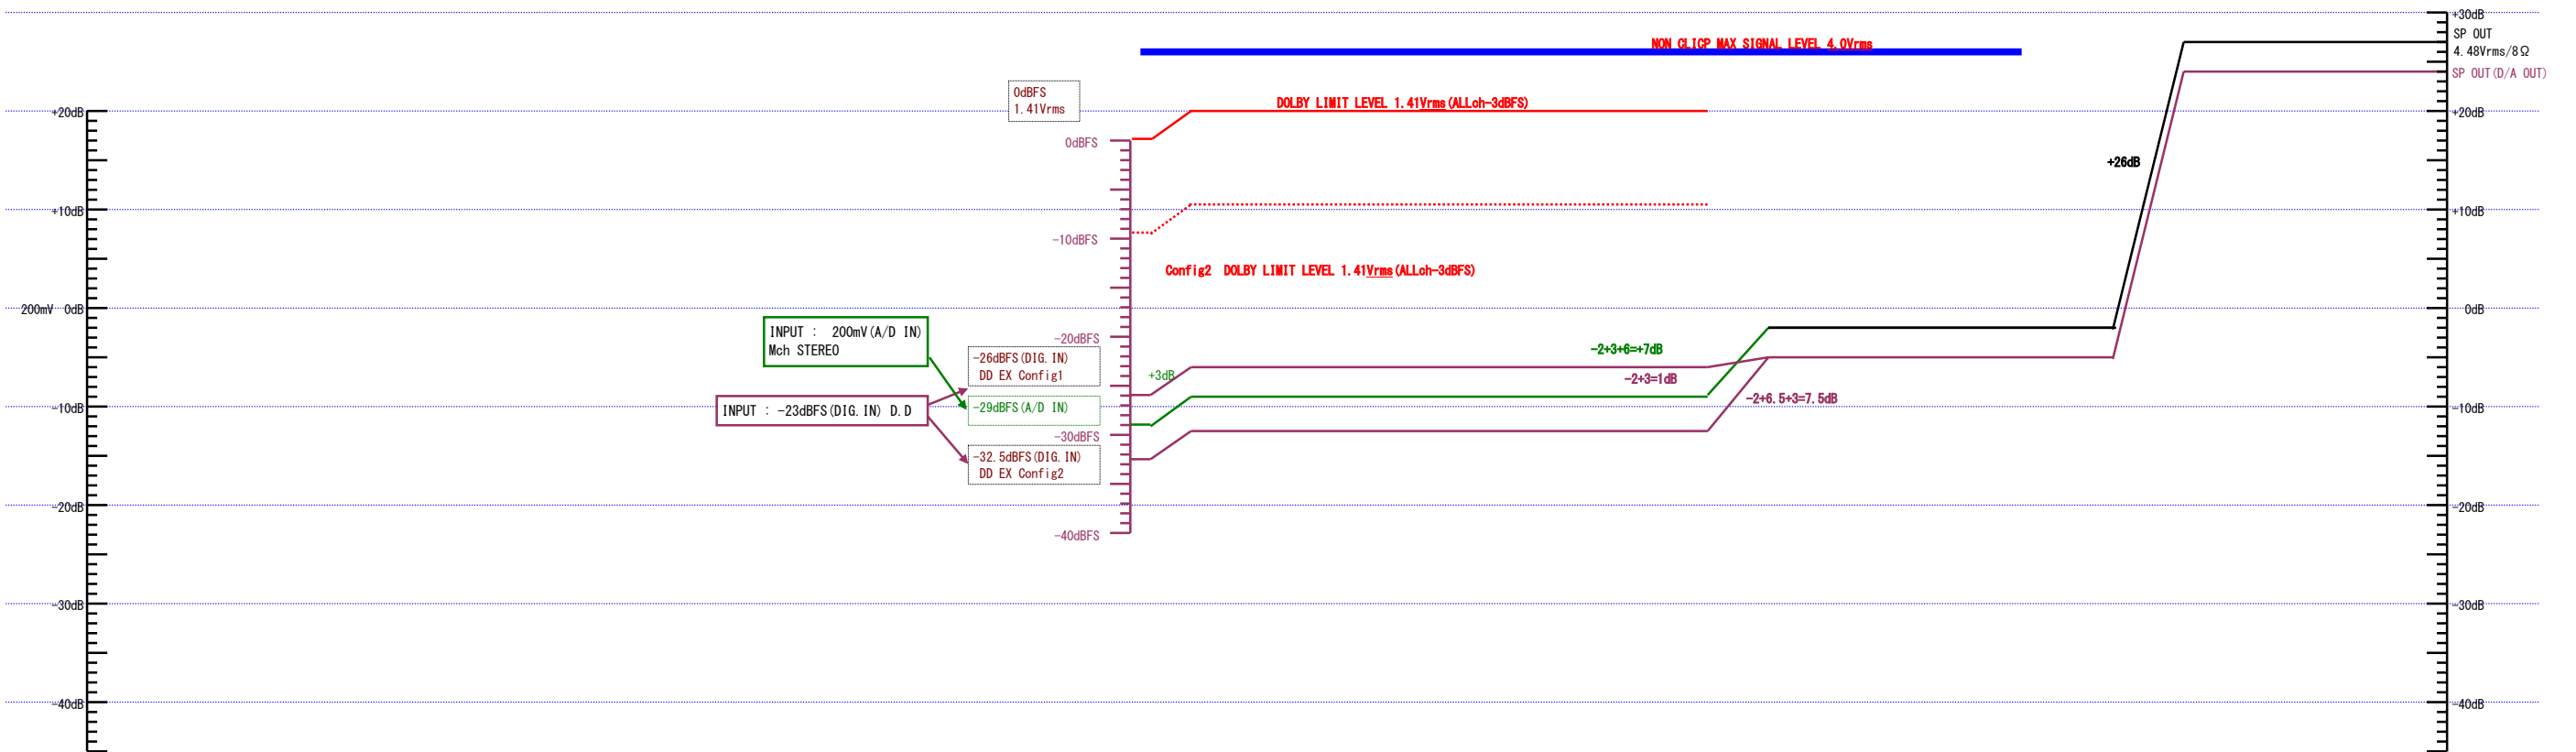 +30dB
SP OUT
4.48Vrms/8Ω
SP OUT(D/A OUT)
NON CLICP MAX SIGNAL LEVEL 4.0Vrms
0dBFS
1.41Vrms
DOLBY LIMIT LEVEL 1.41Vrms(ALLch-3dBFS)
+20dB
+20dB
0dBFS
+26dB
+10dB
+10dB
-10dBFS
Config2 DOLBY LIMIT LEVEL 1.41Vrms(ALLch-3dBFS)
200mV 0dB
0dB
INPUT : 200mV(A/D IN)
Mch STEREO
-20dBFS
-26dBFS(DIG.IN)
DD EX Config1
+3dB
-2+3+6=+7dB
-2+3=1dB
-2+6.5+3=7.5dB
-10dB
INPUT : -23dBFS(DIG.IN) D.D
-29dBFS(A/D IN)
-10dB
-30dBFS
-32.5dBFS(DIG.IN)
DD EX Config2
-20dB
-20dB
-40dBFS
-30dB
-30dB
-40dB
-40dB